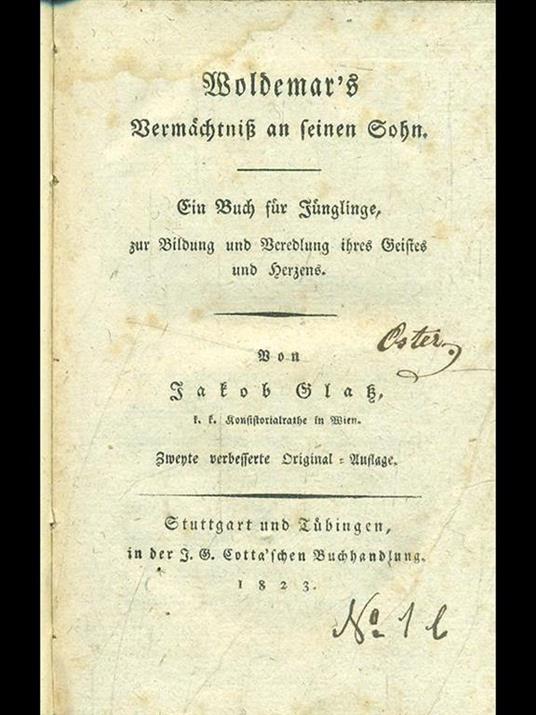 Woldemar's
Vermächtniß an seinen Sohn.
Ein Buch für Jünglinge,
zur Bildung und Veredlung ihres Geistes
und Herzens.
Oster.
Von
Jakob Glatz,
k. k. Konsistorialrathe in Wien.
Zweyte verbesserte Original=Auflage.
Stuttgart und Tübingen,
in der J. G. Cotta'schen Buchhandlung.
1823.
No. 1